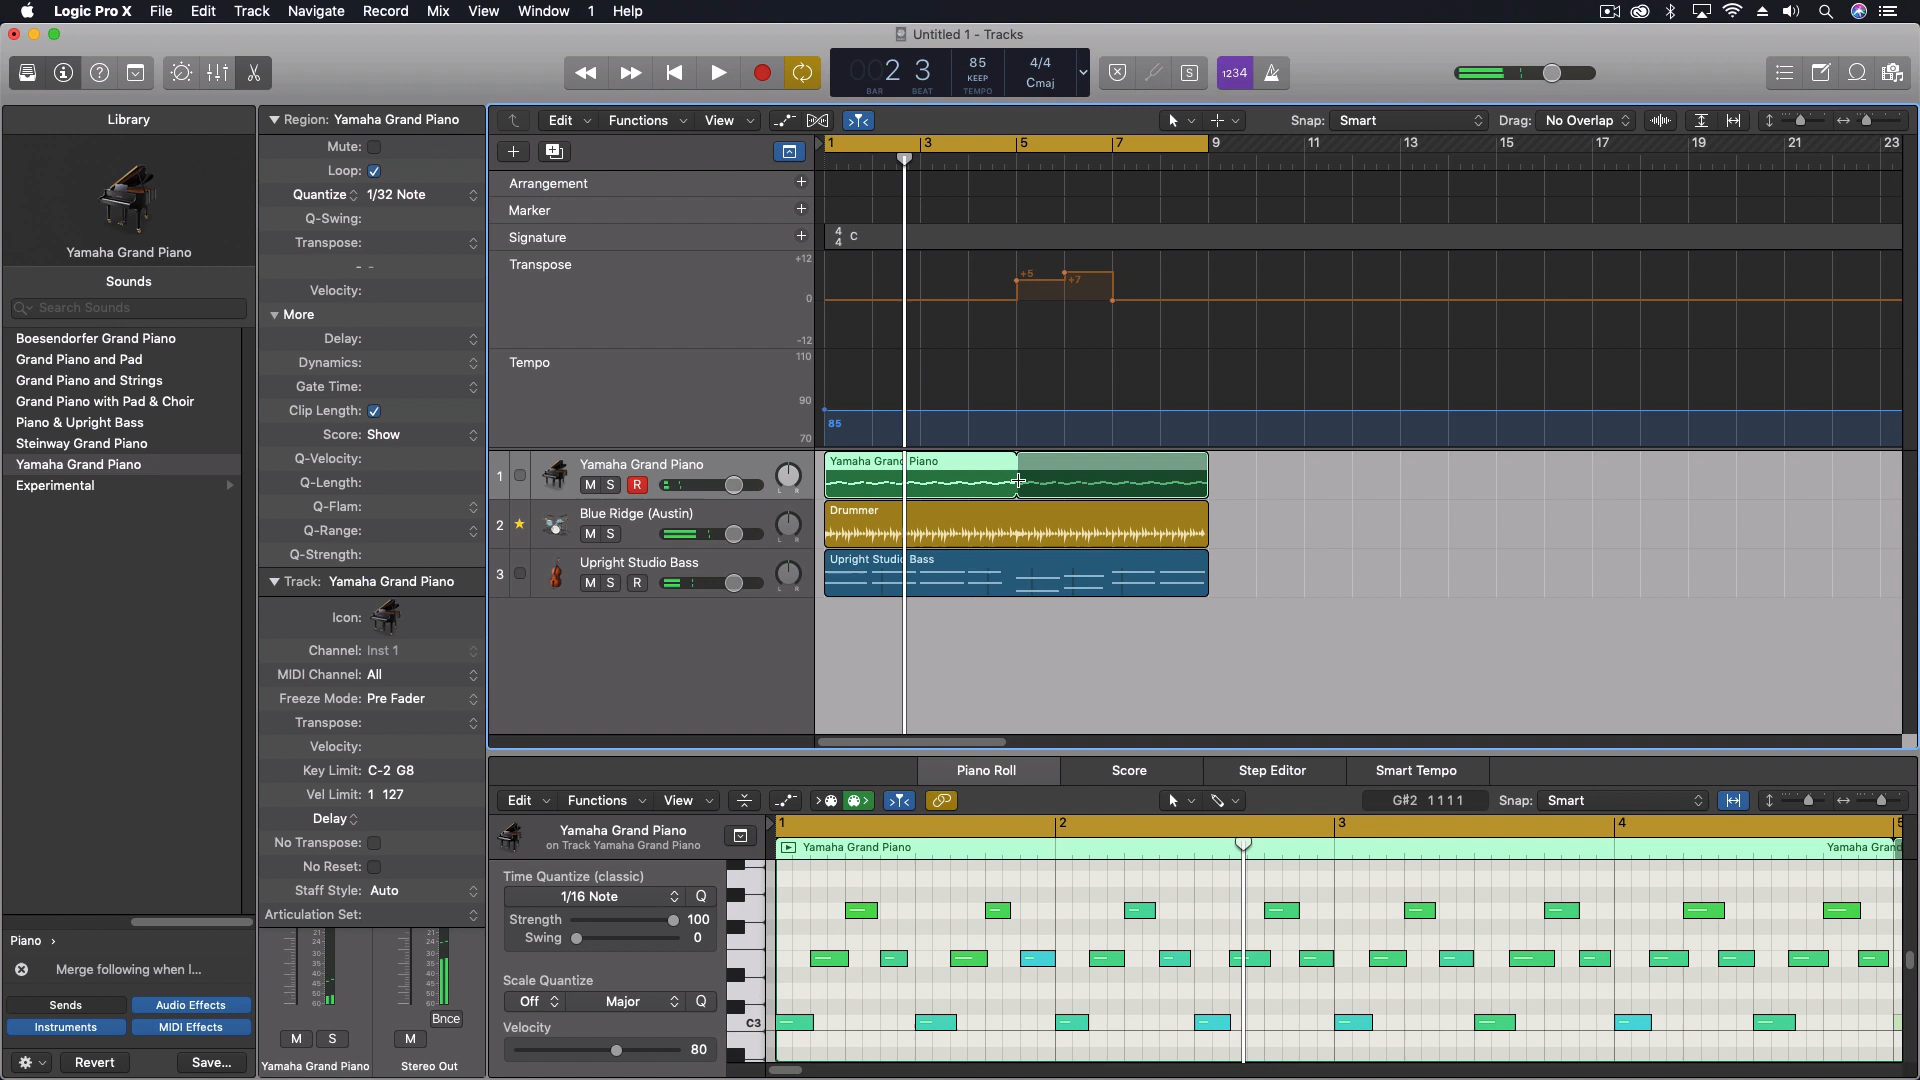 Logic Pro X File Edit Track Navigate Record Mix View Window 1 Help
Untitled 1 - Tracks
002 3
BAR BEAT
85
KEEP
TEMPO
4/4
Cmaj
1234
Library
Yamaha Grand Piano
Sounds
Search Sounds
Boesendorfer Grand Piano
Grand Piano and Pad
Grand Piano and Strings
Grand Piano with Pad & Choir
Piano & Upright Bass
Steinway Grand Piano
Yamaha Grand Piano
Experimental
Piano
Merge following when I...
Sends Audio Effects
Instruments MIDI Effects
Revert Save...
Region: Yamaha Grand Piano
Mute:
Loop:
Quantize 1/32 Note
Q-Swing:
Transpose:
- -
Velocity:
More
Delay:
Dynamics:
Gate Time:
Clip Length:
Score: Show
Q-Velocity:
Q-Length:
Q-Flam:
Q-Range:
Q-Strength:
Track: Yamaha Grand Piano
Icon:
Channel: Inst 1
MIDI Channel: All
Freeze Mode: Pre Fader
Transpose:
Velocity:
Key Limit: C-2 G8
Vel Limit: 1 127
Delay
No Transpose:
No Reset:
Staff Style: Auto
Articulation Set:
Bnce
M S M
Yamaha Grand Piano Stereo Out
Edit Functions View Snap: Smart Drag: No Overlap
1 3 5 7 9 11 13 15 17 19 21 23
Arrangement
Marker
Signature
4
4 C
Transpose +12
0
-12
+5
+7
Tempo 110
90
70
85
1 Yamaha Grand Piano
M S R
L R
Yamaha Grand Piano
2 Blue Ridge (Austin)
M S
L R
Drummer
3 Upright Studio Bass
M S R
L R
Upright Studio Bass
Piano Roll Score Step Editor Smart Tempo
Edit Functions View G#2 1 1 1 1 Snap: Smart
Yamaha Grand Piano
on Track Yamaha Grand Piano
1 2 3 4 5
Yamaha Grand Piano Yamaha Grand
Time Quantize (classic)
1/16 Note Q
Strength 100
Swing 0
Scale Quantize
Off Major Q
Velocity
80
C3